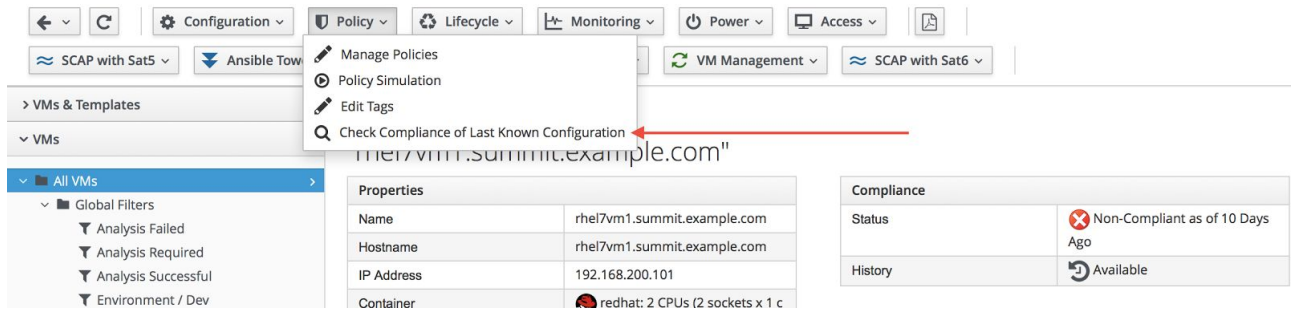 Configuration Policy Lifecycle Monitoring Power Access
SCAP with Sat5 Ansible Tow VM Management SCAP with Sat6
Manage Policies
Policy Simulation
Edit Tags
Check Compliance of Last Known Configuration
VMs & Templates
VMs
All VMs
Global Filters
Analysis Failed
Analysis Required
Analysis Successful
Environment / Dev
rhel7vm1.summit.example.com"
Properties
Name rhel7vm1.summit.example.com
Hostname rhel7vm1.summit.example.com
IP Address 192.168.200.101
Container redhat: 2 CPUs (2 sockets x 1 c
Compliance
Status Non-Compliant as of 10 Days
Ago
History Available